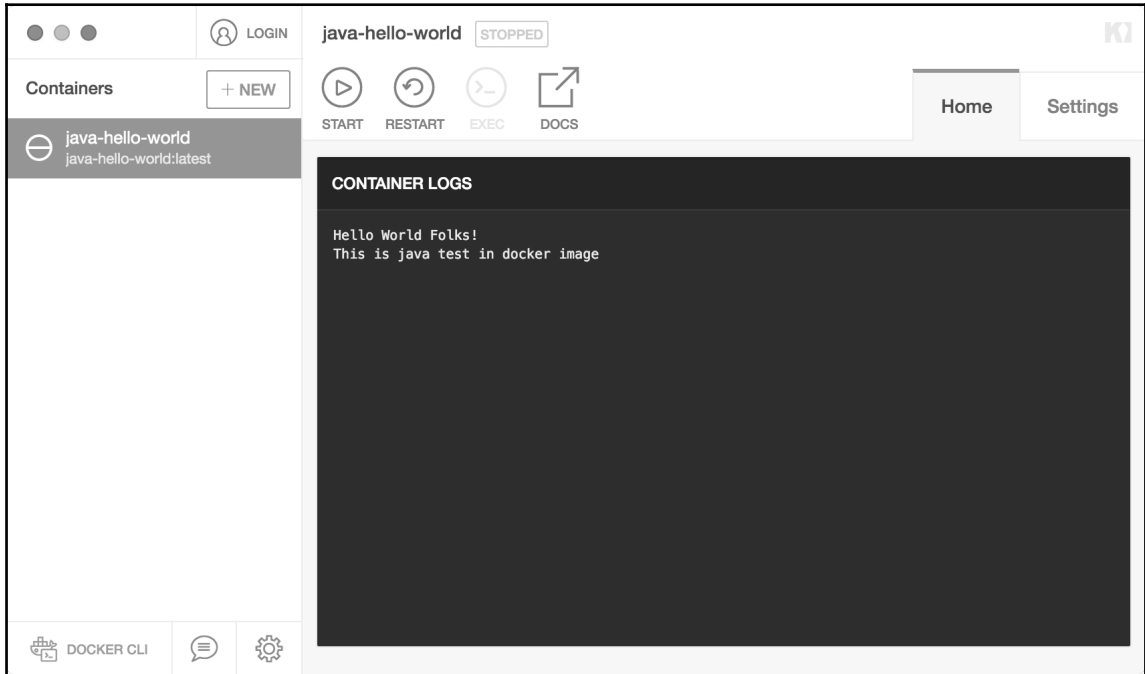 LOGIN
java-hello-world STOPPED
Containers
+ NEW
START RESTART EXEC DOCS
Home Settings
java-hello-world
java-hello-world:latest
CONTAINER LOGS
Hello World Folks!
This is java test in docker image
DOCKER CLI